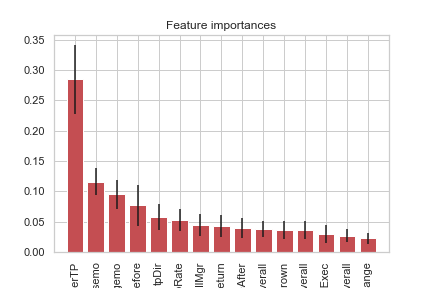 Feature importances
0.35
0.30
0.25
0.20
0.15
0.10
0.05
0.00
erTP
semo
gemo
efore
tpDir
Rate
llMgr
eturn
After
verall
rown
verall
Exec
verall
ange